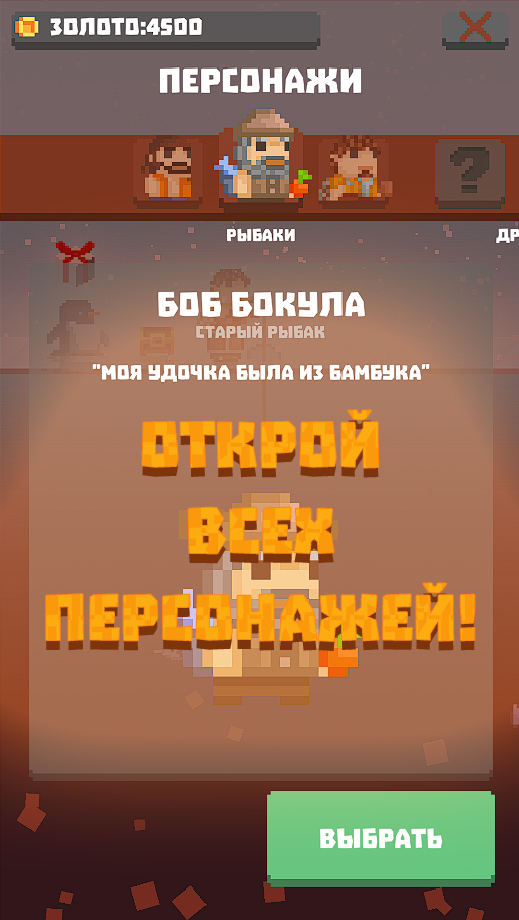 ЗОЛОТО:4500
ПЕРСОНАЖИ
?
РЫБАКИ
ДР
БОБ БОКУЛА
СТАРЫЙ РЫБАК
"МОЯ УДОЧКА БЫЛА ИЗ БАМБУКА"
ОТКРОЙ
ВСЕХ
ПЕРСОНАЖЕЙ!
ВЫБРАТЬ